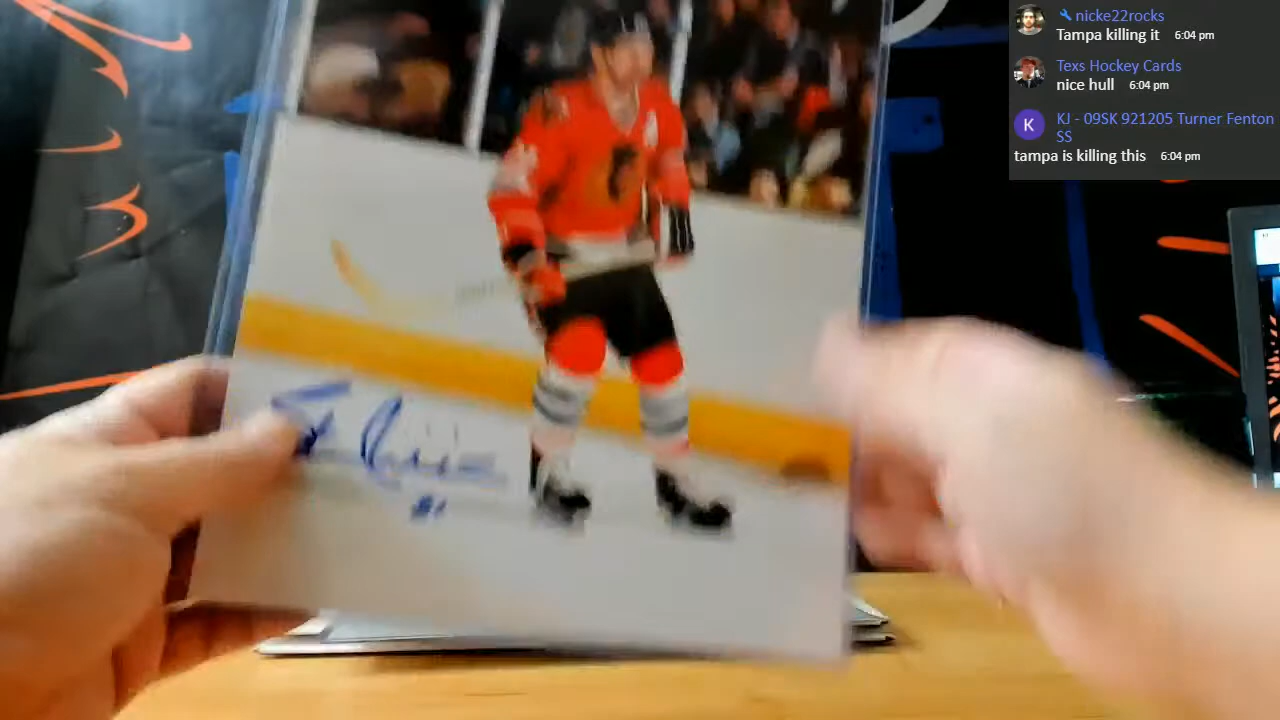 nicke22rocks
Tampa killing it 6:04 pm
Texs Hockey Cards
nice hull 6:04 pm
K
KJ - 09SK 921205 Turner Fenton
SS
tampa is killing this 6:04 pm